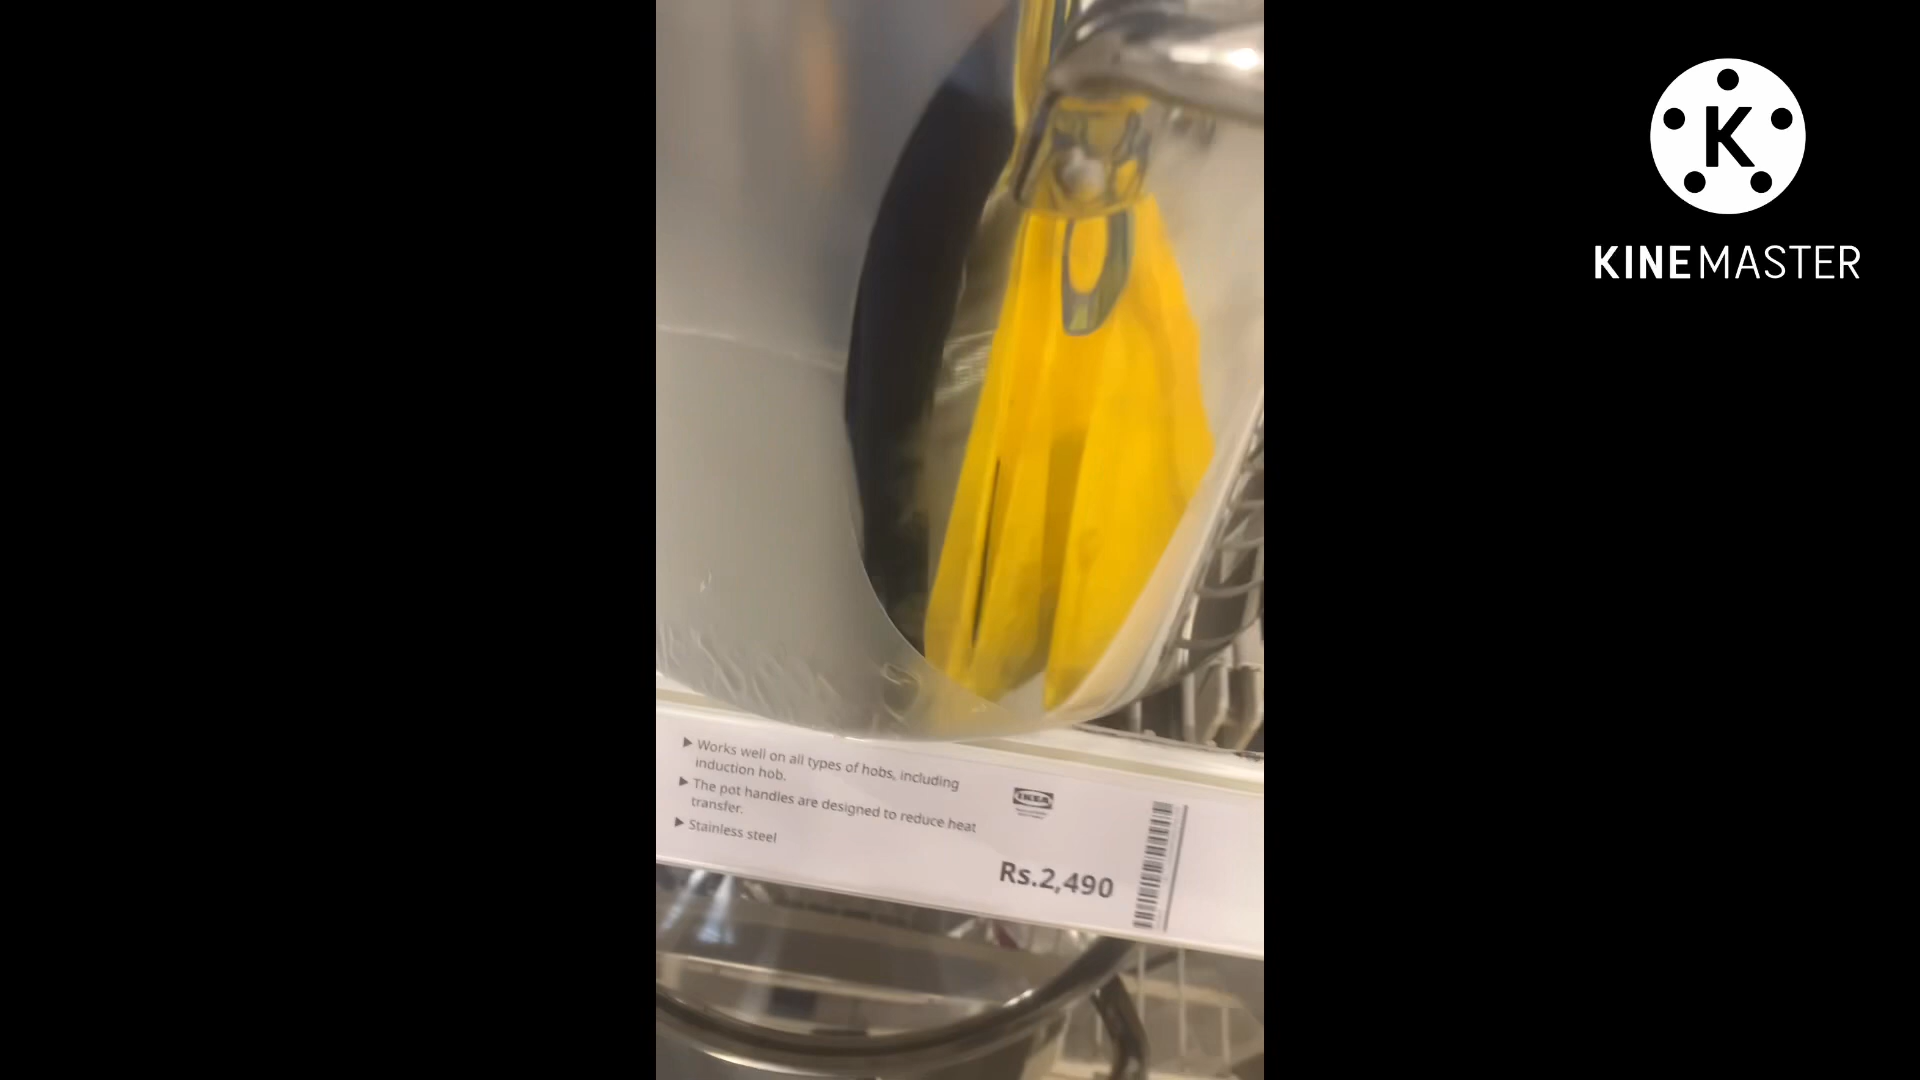 K
KINEMASTER
▶ Works well on all types of hobs, including
induction hob.
▶ The pot handles are designed to reduce heat
transfer.
▶ Stainless steel
IKEA
Rs.2,490